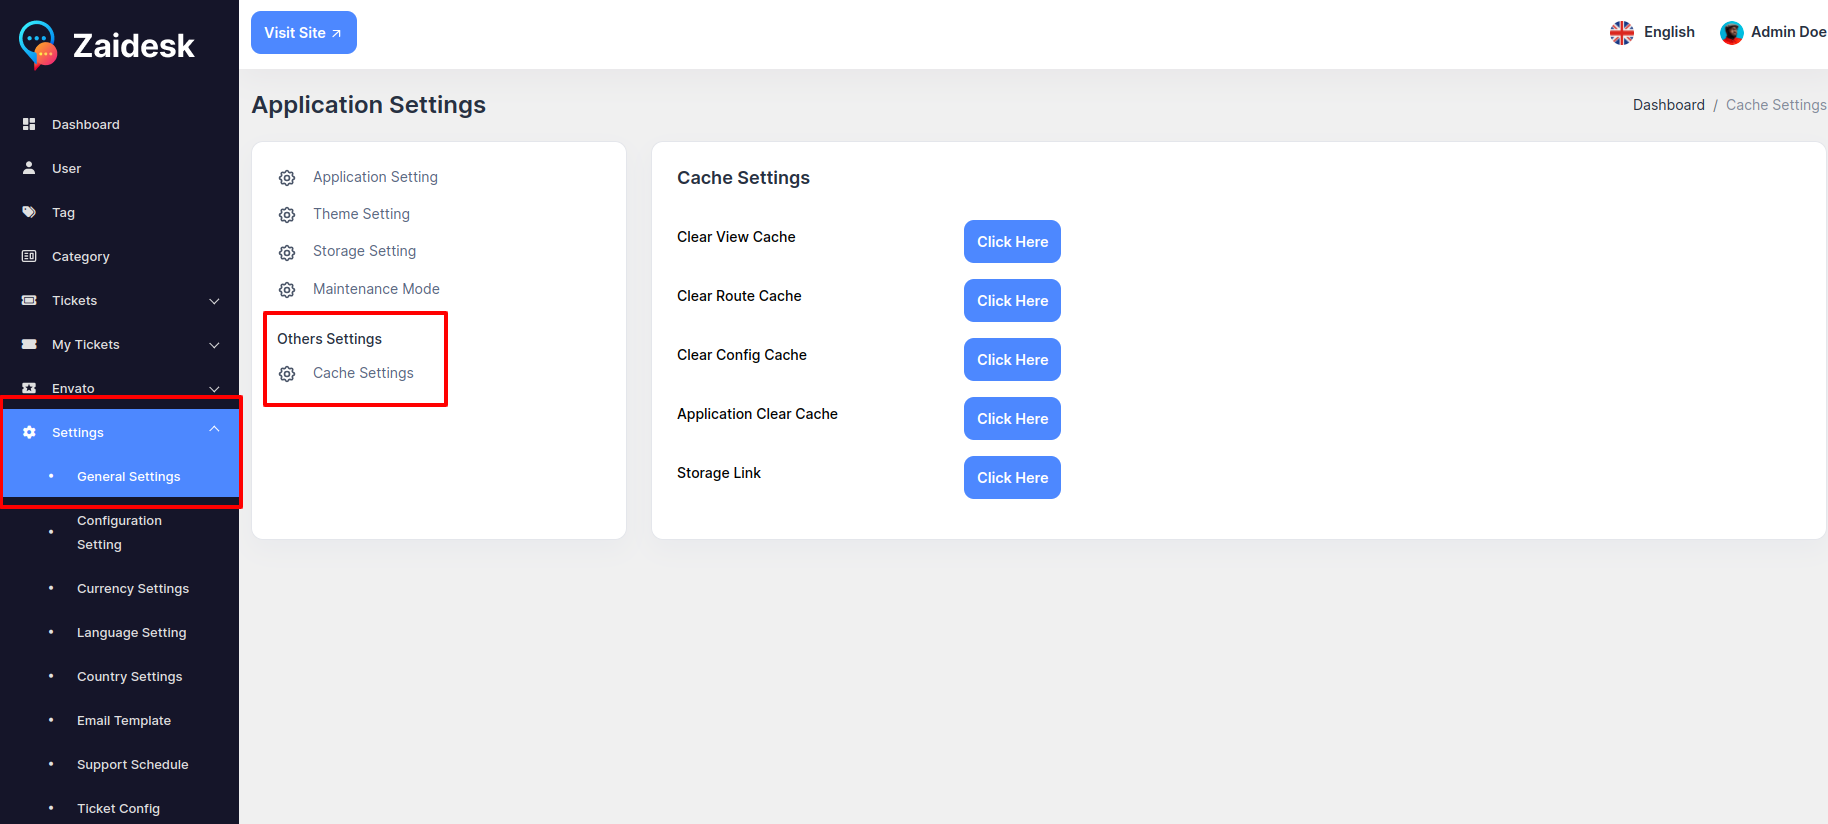 Zaidesk
Dashboard
User
Tag
Category
Tickets
My Tickets
Envato
Settings
General Settings
Configuration
Setting
Currency Settings
Language Setting
Country Settings
Email Template
Support Schedule
Ticket Config
Visit Site
English
Admin Doe
Application Settings
Dashboard / Cache Settings
Application Setting
Theme Setting
Storage Setting
Maintenance Mode
Others Settings
Cache Settings
Cache Settings
Clear View Cache Click Here
Clear Route Cache Click Here
Clear Config Cache Click Here
Application Clear Cache Click Here
Storage Link Click Here